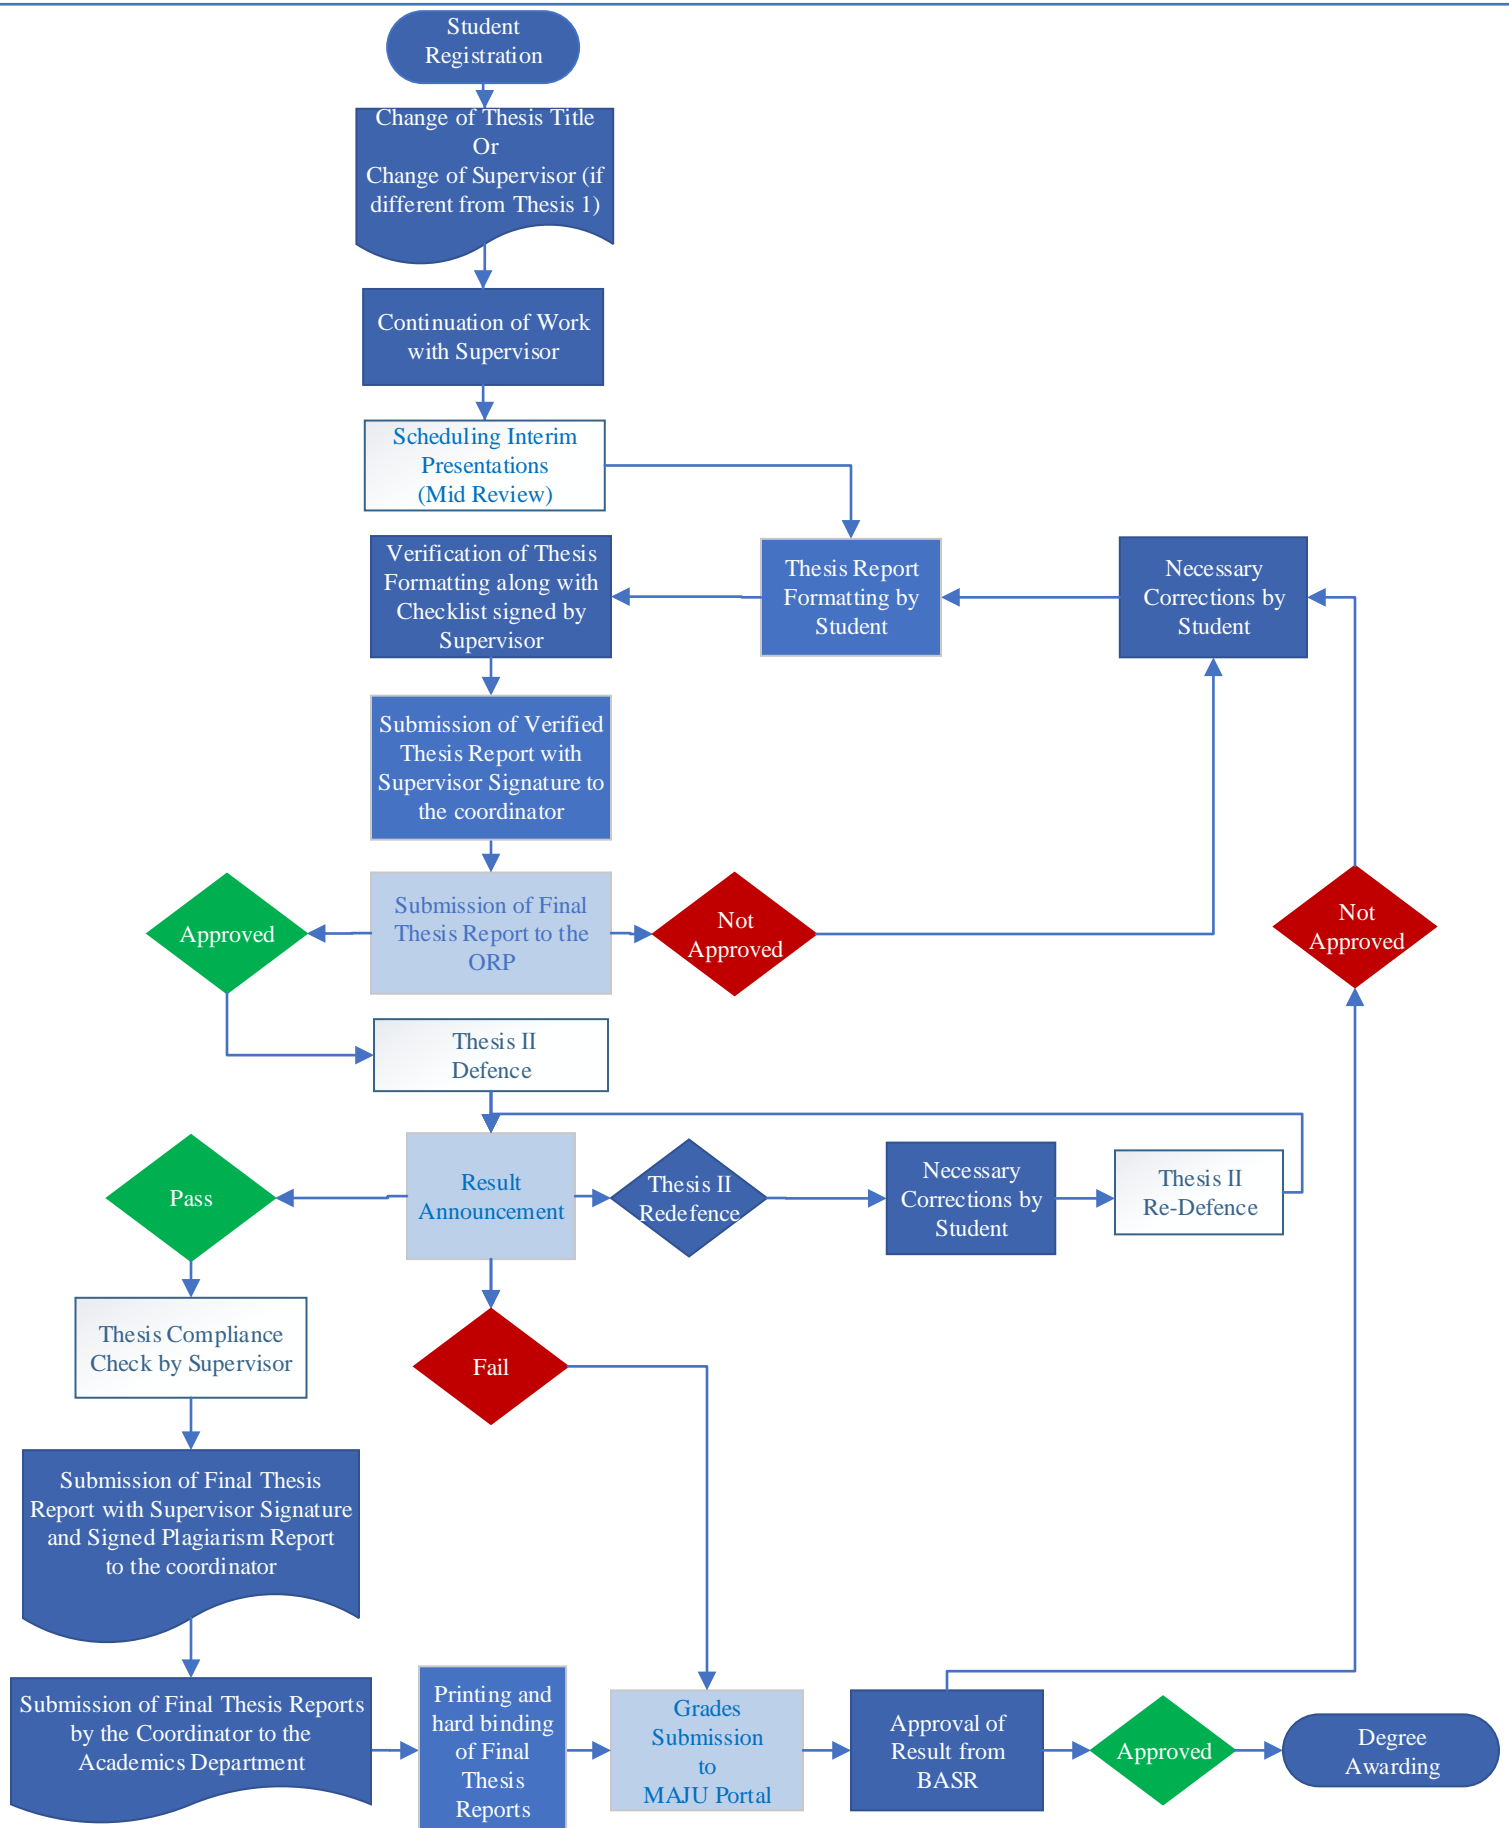 Student
Registration
Change of Thesis Title
Or
Change of Supervisor (if
different from Thesis 1)
Continuation of Work
with Supervisor
Scheduling Interim
Presentations
(Mid Review)
Verification of Thesis
Formatting along with
Checklist signed by
Supervisor
Thesis Report
Formatting by
Student
Necessary
Corrections by
Student
Submission of Verified
Thesis Report with
Supervisor Signature to
the coordinator
Approved
Submission of Final
Thesis Report to the
ORP
Not
Approved
Not
Approved
Thesis II
Defence
Pass
Result
Announcement
Thesis II
Redefence
Necessary
Corrections by
Student
Thesis II
Re-Defence
Thesis Compliance
Check by Supervisor
Fail
Submission of Final Thesis
Report with Supervisor Signature
and Signed Plagiarism Report
to the coordinator
Submission of Final Thesis Reports
by the Coordinator to the
Academics Department
Printing and
hard binding
of Final
Thesis
Reports
Grades
Submission
to
MAJU Portal
Approval of
Result from
BASR
Approved
Degree
Awarding